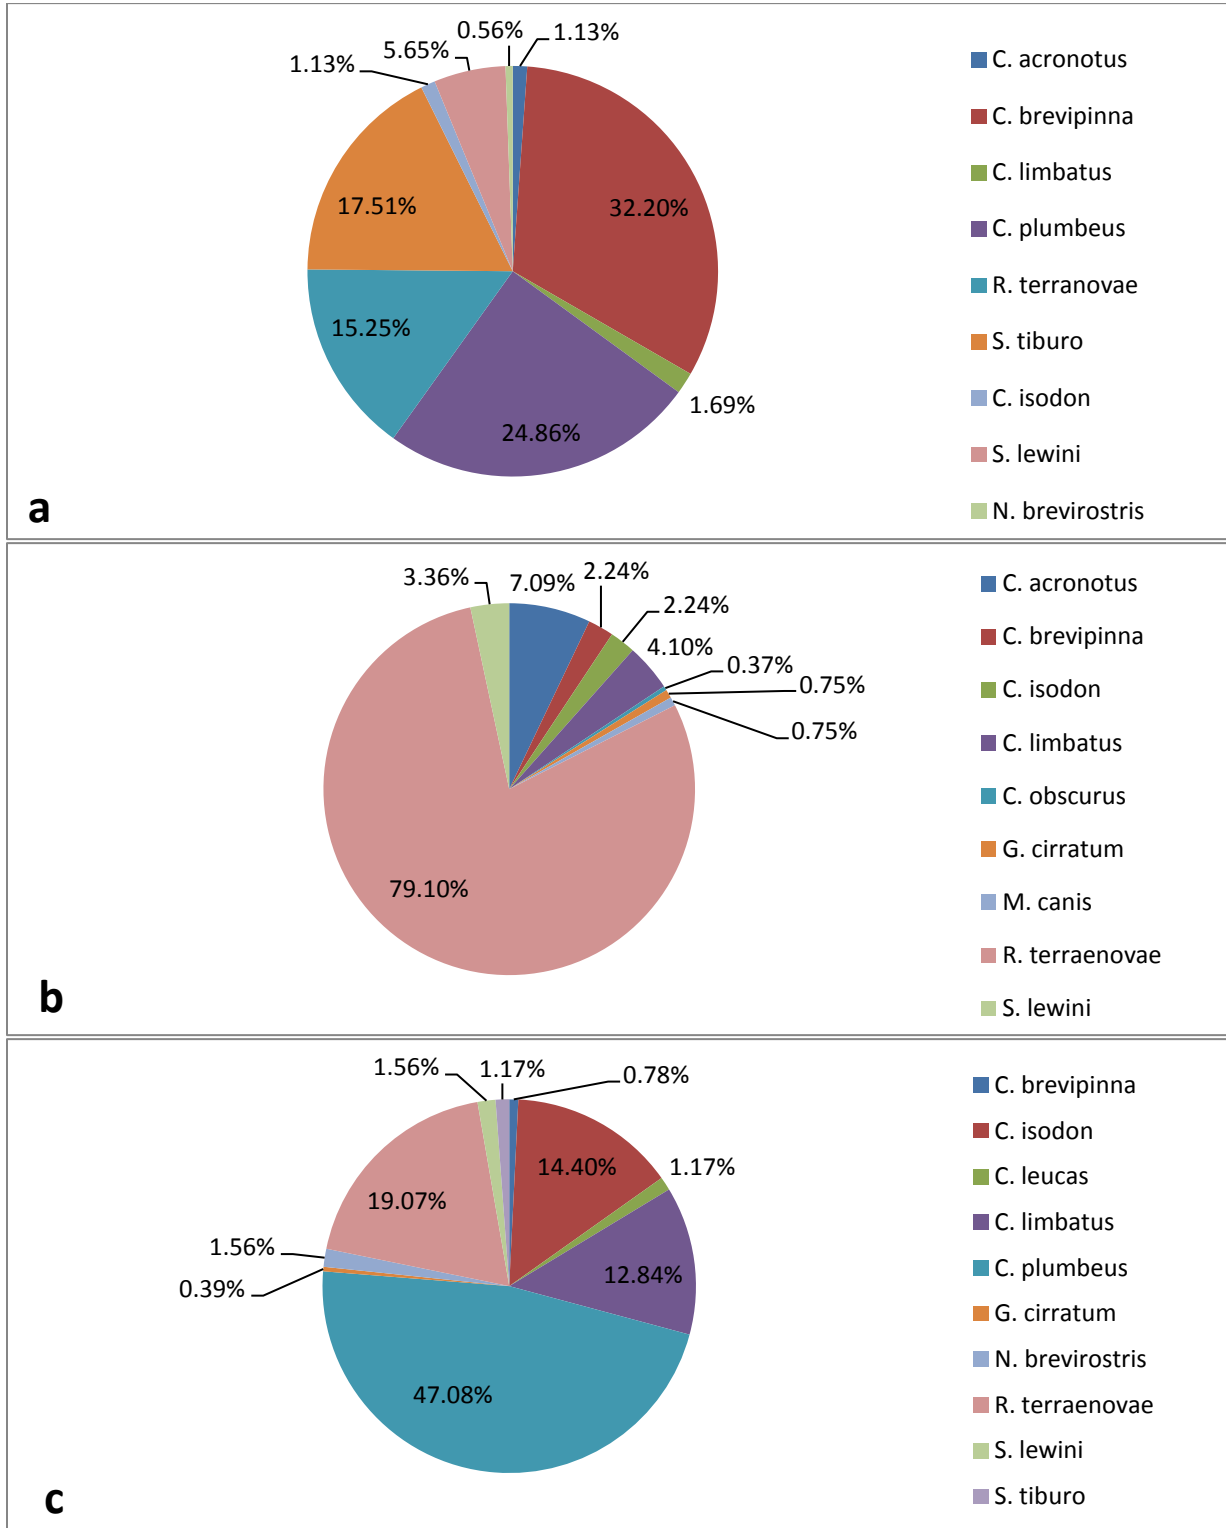 0.56%
1.13%
5.65%
1.13%
17.51%
32.20%
15.25%
24.86%
1.69%
C. acronotus
C. brevipinna
C. limbatus
C. plumbeus
R. terranovae
S. tiburo
C. isodon
S. lewini
N. brevirostris
a
3.36%
7.09%
2.24%
2.24%
4.10%
0.37%
0.75%
0.75%
79.10%
C. acronotus
C. brevipinna
C. isodon
C. limbatus
C. obscurus
G. cirratum
M. canis
R. terraenovae
S. lewini
b
1.56%
1.17%
0.78%
14.40%
1.17%
19.07%
1.56%
12.84%
0.39%
47.08%
C. brevipinna
C. isodon
C. leucas
C. limbatus
C. plumbeus
G. cirratum
N. brevirostris
R. terraenovae
S. lewini
S. tiburo
c